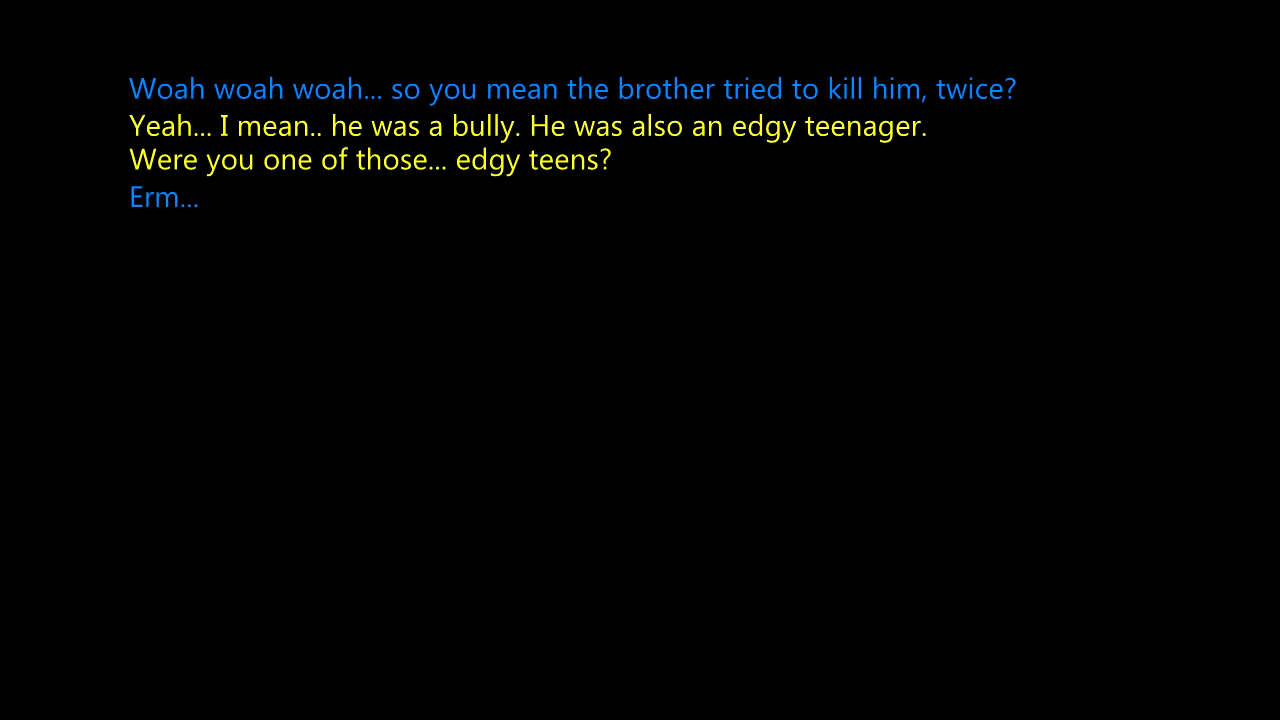 Woah woah woah... so you mean the brother tried to kill him, twice?
Yeah... I mean.. he was a bully. He was also an edgy teenager.
Were you one of those... edgy teens?
Erm...